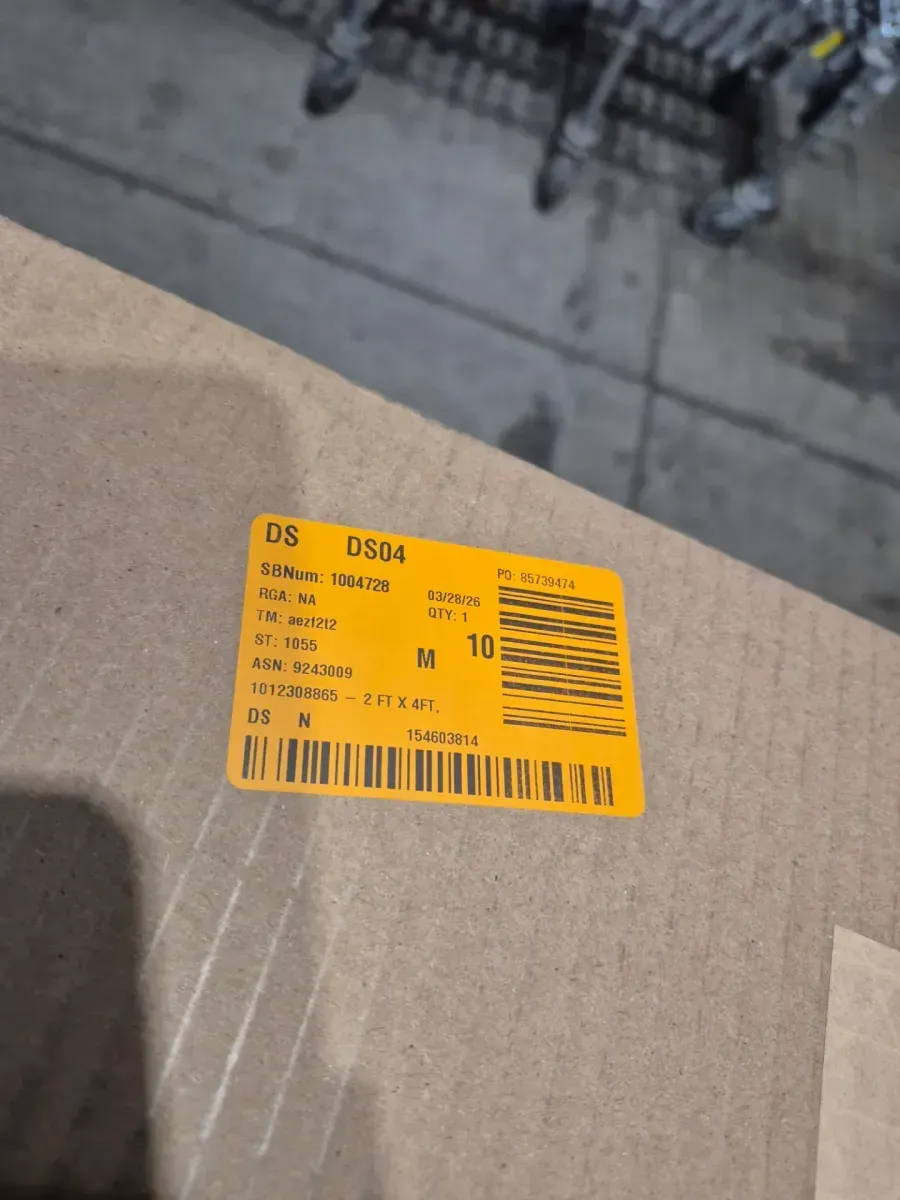 DS DS04
SBNum: 1004728
PO: 85739474
RGA: NA
03/28/26
TM: aezf2t2
QTY: 1
ST: 1055
M 10
ASN: 9243009
1012308865 – 2 FT X 4FT,
DS N
154603814